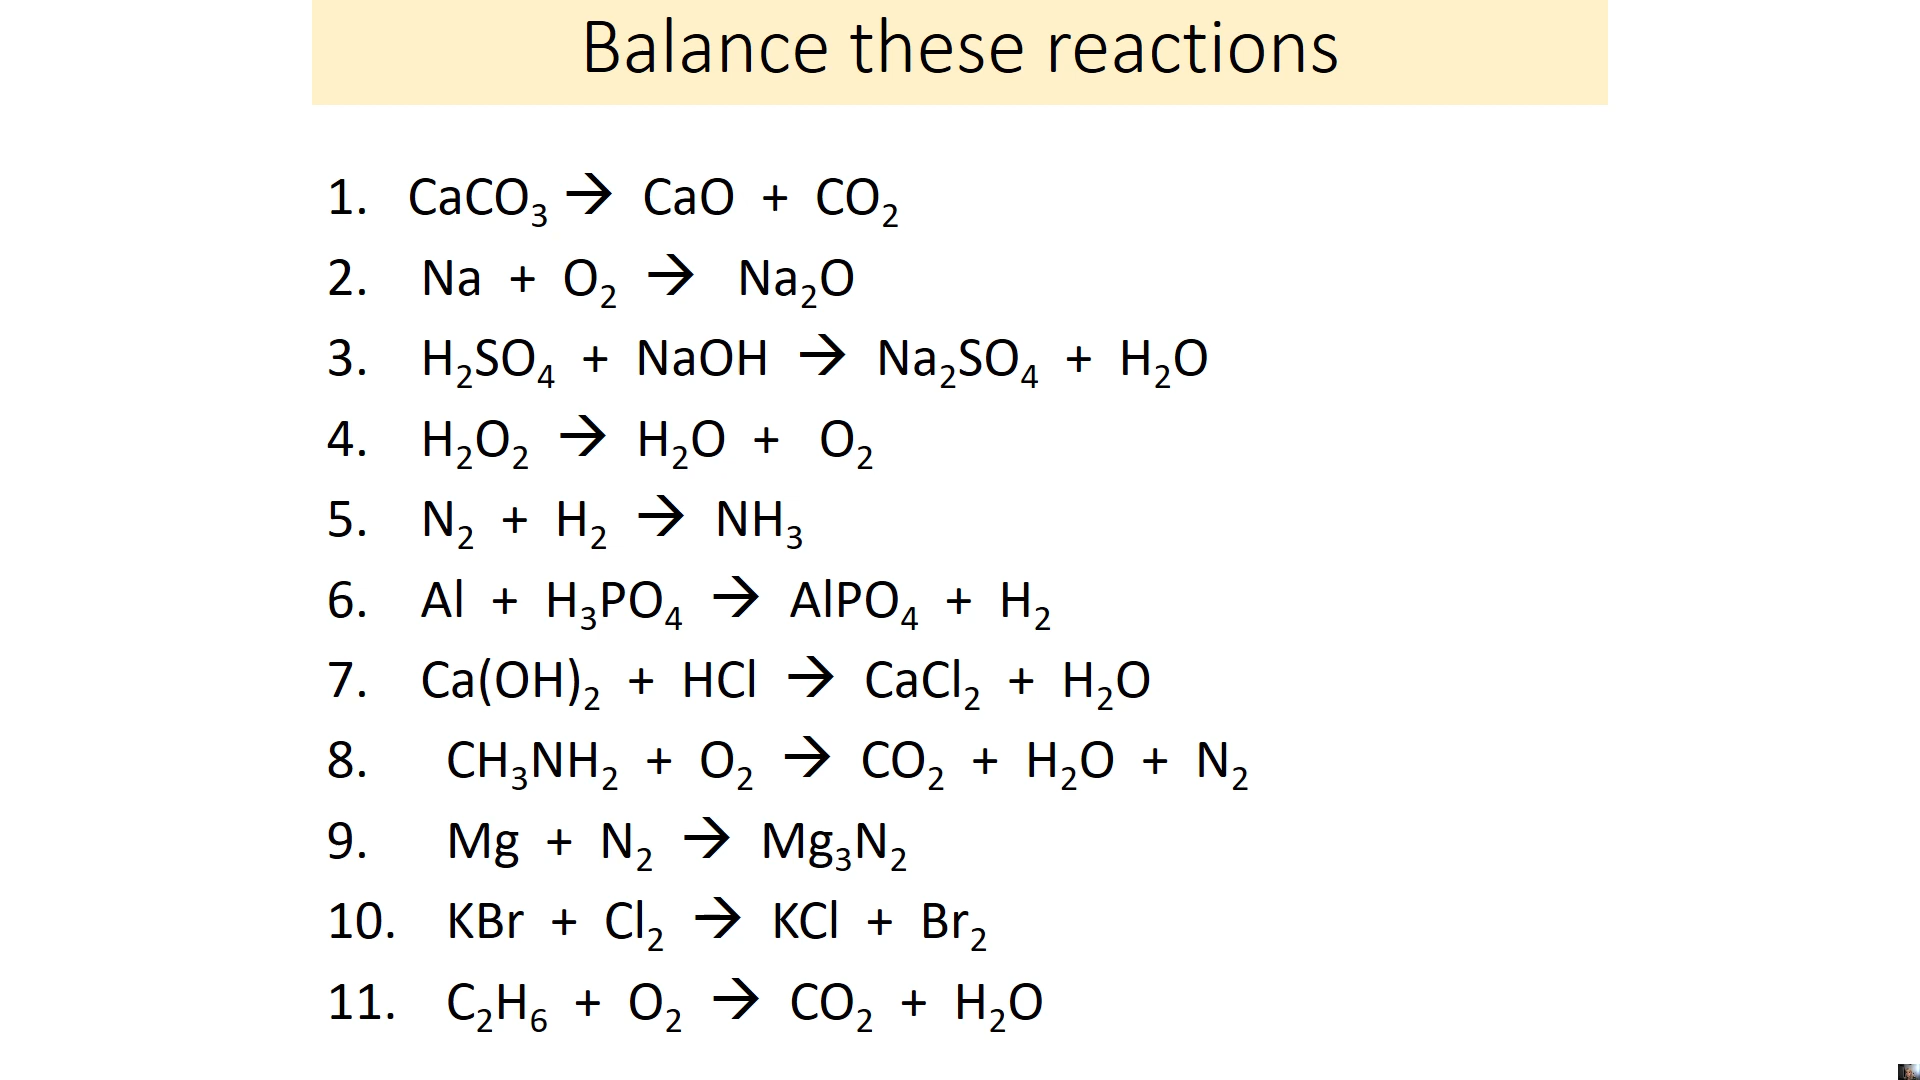 Balance these reactions
1. CaCO₃ → CaO + CO₂
2. Na + O₂ → Na₂O
3. H₂SO₄ + NaOH → Na₂SO₄ + H₂O
4. H₂O₂ → H₂O + O₂
5. N₂ + H₂ → NH₃
6. Al + H₃PO₄ → AlPO₄ + H₂
7. Ca(OH)₂ + HCl → CaCl₂ + H₂O
8. CH₃NH₂ + O₂ → CO₂ + H₂O + N₂
9. Mg + N₂ → Mg₃N₂
10. KBr + Cl₂ → KCl + Br₂
11. C₂H₆ + O₂ → CO₂ + H₂O